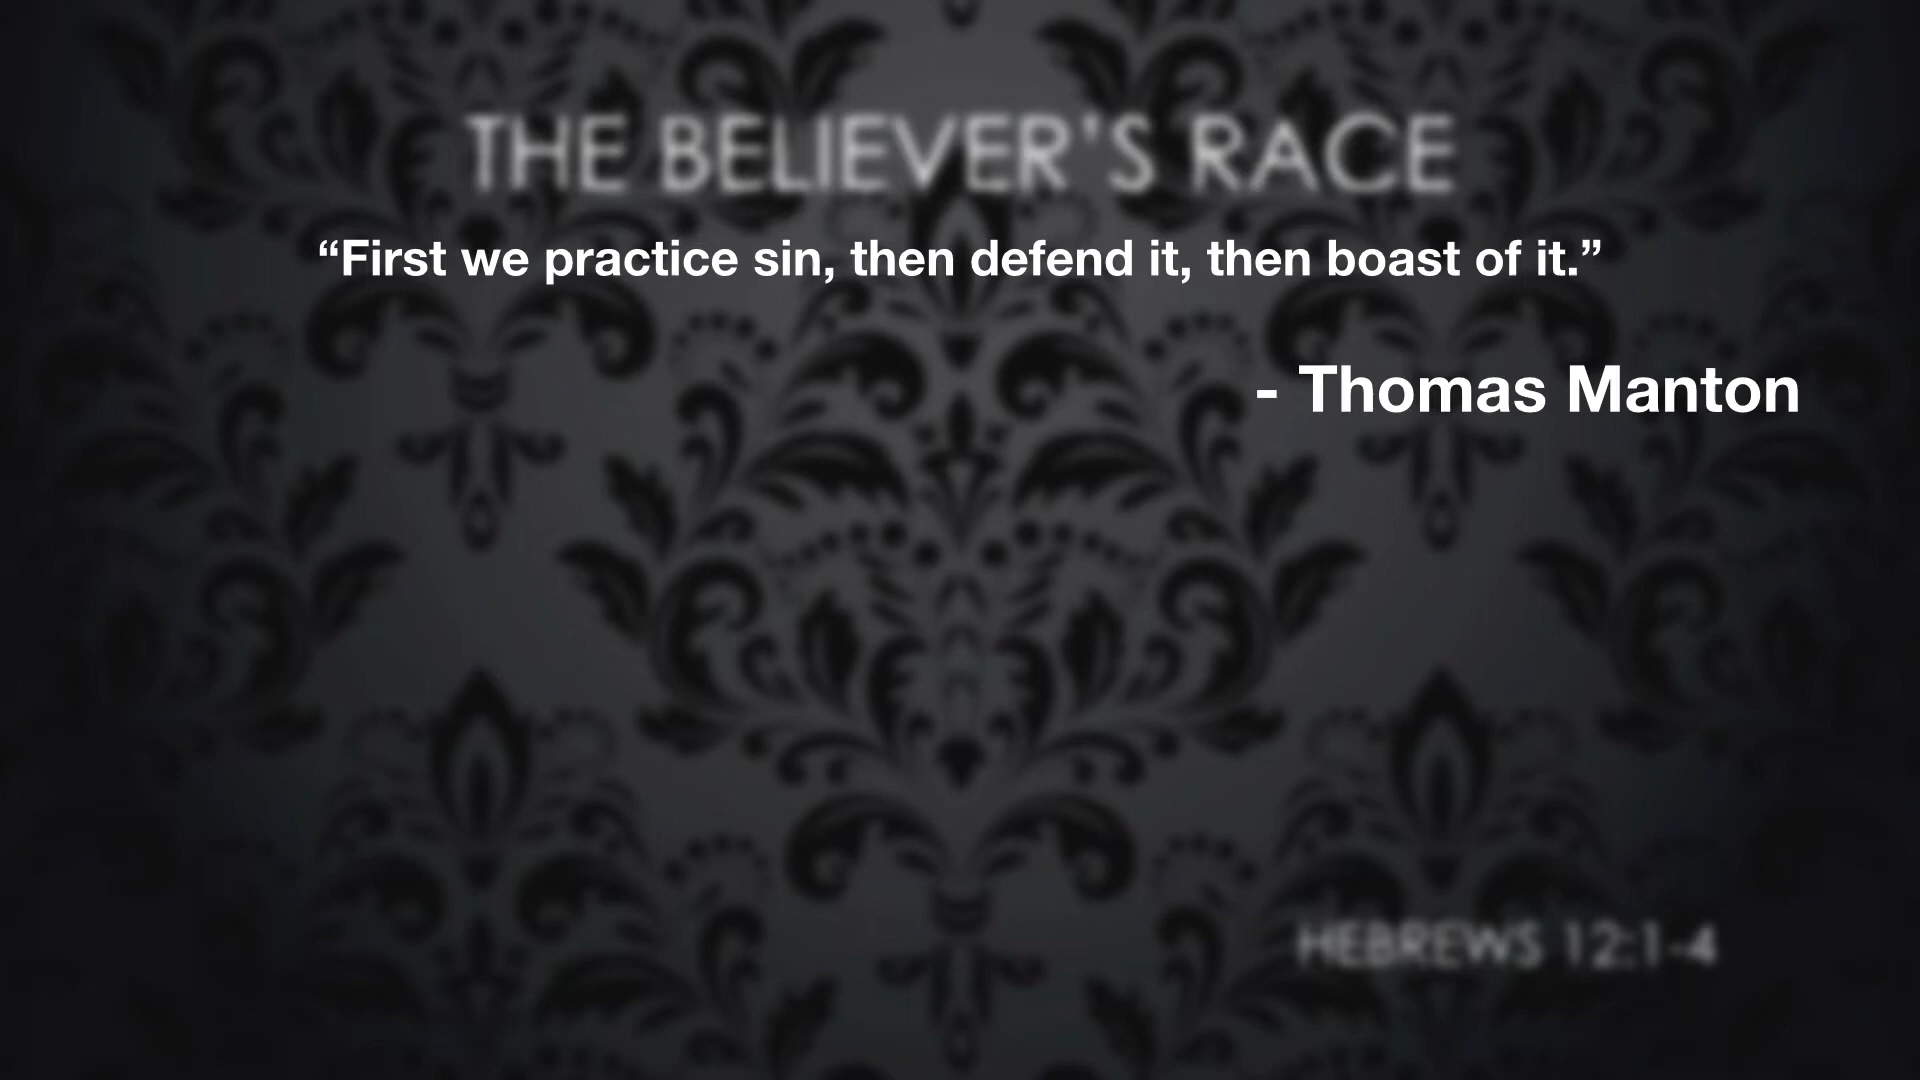 THE BELIEVER’S RACE
“First we practice sin, then defend it, then boast of it.”
- Thomas Manton
HEBREWS 12:1-4